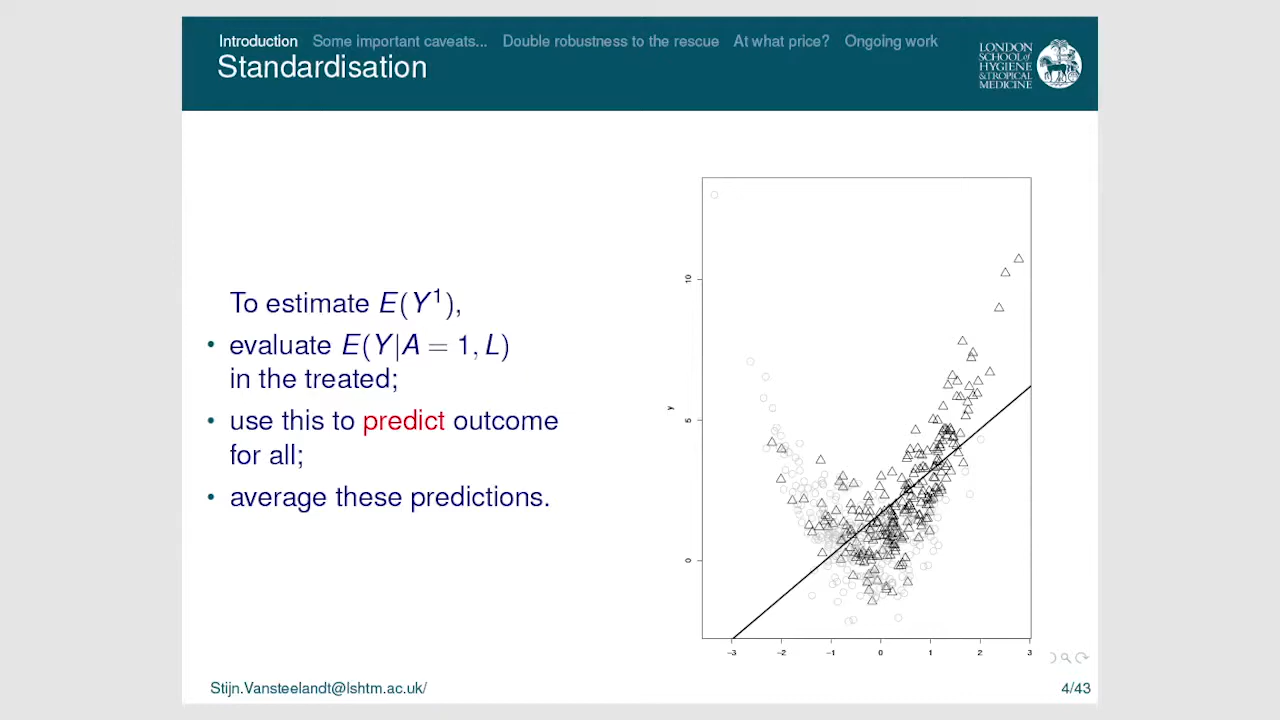 Introduction Some important caveats... Double robustness to the rescue At what price? Ongoing work
Standardisation
LONDON
SCHOOL of
HYGIENE
&TROPICAL
MEDICINE
To estimate E(Y¹),
• evaluate E(Y|A = 1, L)
in the treated;
• use this to predict outcome
for all;
• average these predictions.
10
5
0
y
−3 −2 −1 0 1 2 3
Stijn.Vansteelandt@lshtm.ac.uk/ 4/43